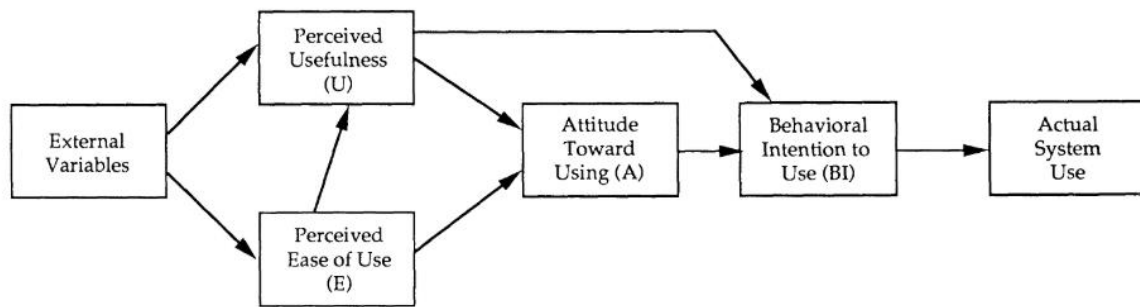 Perceived
Usefulness
(U)
External
Variables
Attitude
Toward
Using (A)
Behavioral
Intention to
Use (BI)
Actual
System
Use
Perceived
Ease of Use
(E)